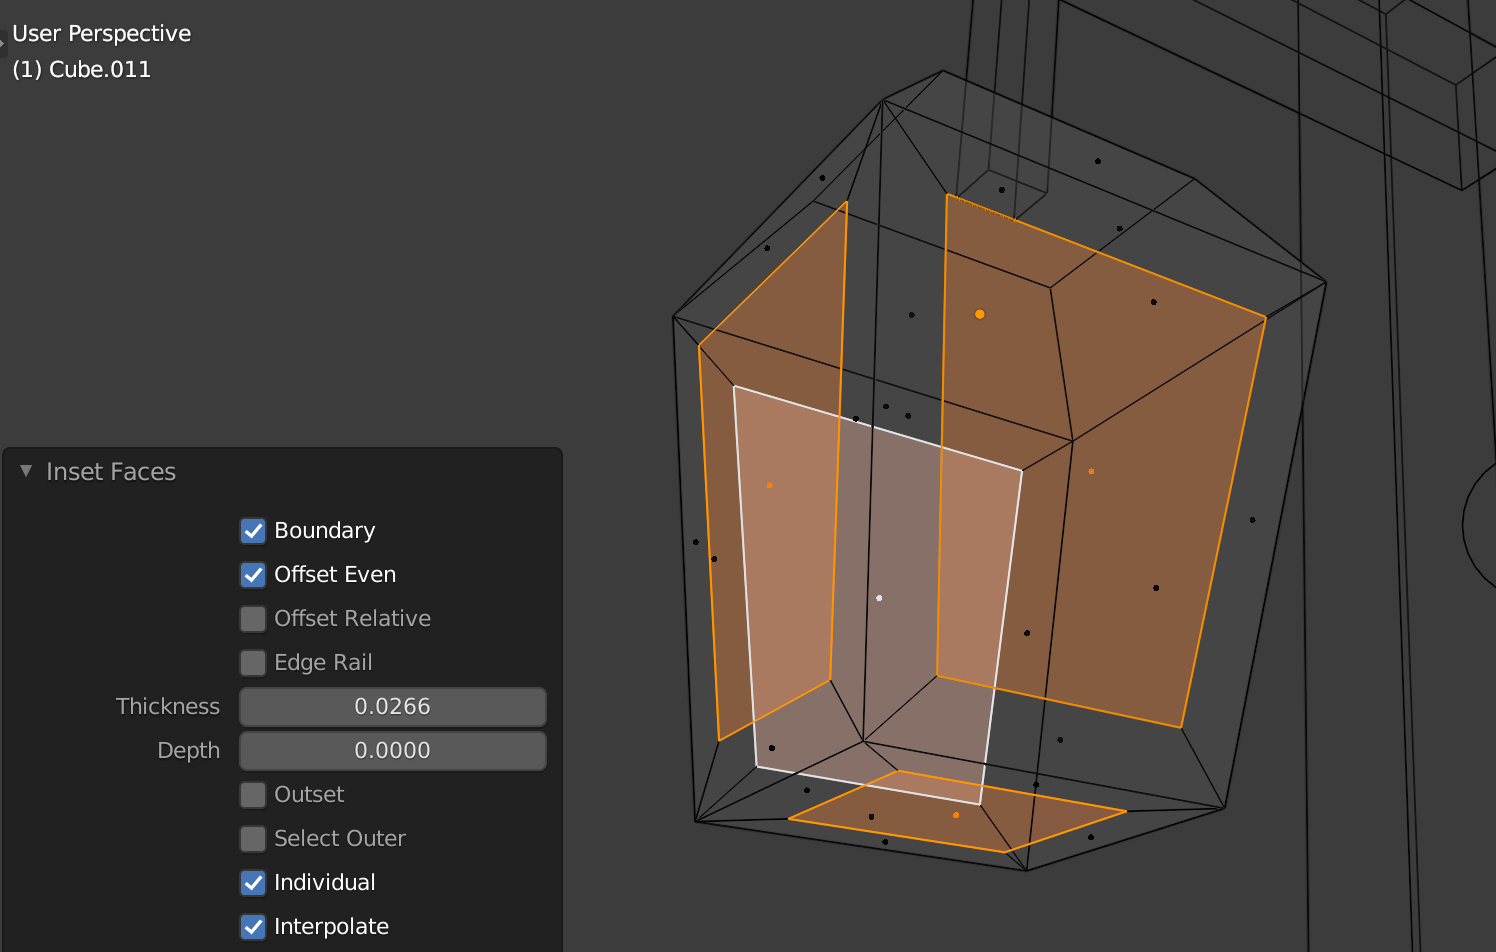 User Perspective
(1) Cube.011
Inset Faces
Boundary
Offset Even
Offset Relative
Edge Rail
Thickness 0.0266
Depth 0.0000
Outset
Select Outer
Individual
Interpolate